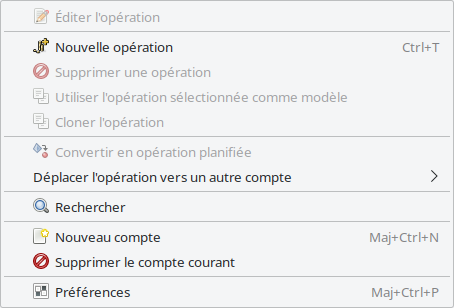 Éditer l'opération
Nouvelle opération Ctrl+T
Supprimer une opération
Utiliser l'opération sélectionnée comme modèle
Cloner l'opération
Convertir en opération planifiée
Déplacer l'opération vers un autre compte
Rechercher
Nouveau compte Maj+Ctrl+N
Supprimer le compte courant
Préférences Maj+Ctrl+P